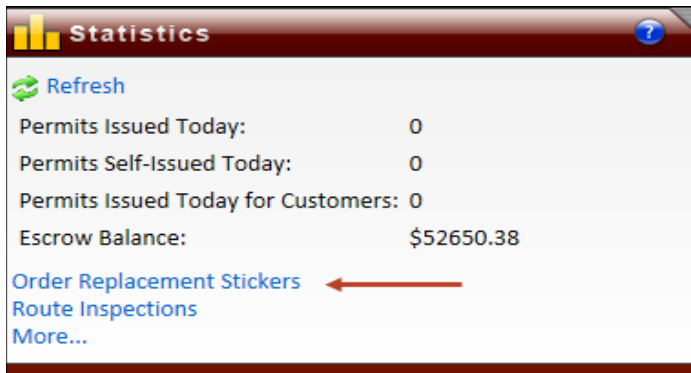 Statistics ?
Refresh
Permits Issued Today: 0
Permits Self-Issued Today: 0
Permits Issued Today for Customers: 0
Escrow Balance: $52650.38
Order Replacement Stickers
Route Inspections
More...